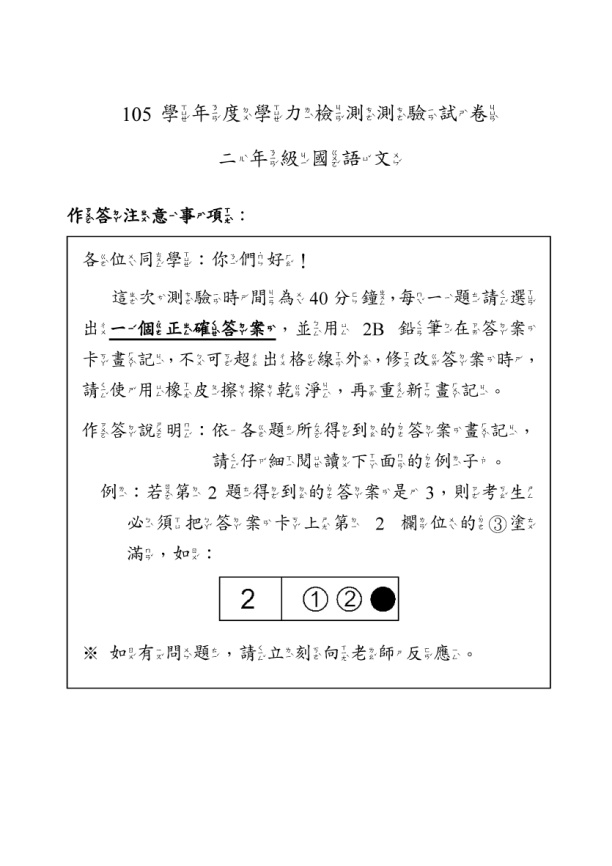 105 學年度學力檢測測驗試卷
二年級國語文
作答注意事項：
各位同學：你們好！
這次測驗時間為 40 分鐘，每一題請選
出一個正確答案，並用 2B 鉛筆在答案
卡畫記，不可超出格線外，修改答案時，
請使用橡皮擦擦乾淨，再重新畫記。
作答說明：依各題所得到的答案畫記，
請仔細閱讀下面的例子。
例：若第 2 題得到的答案是 3，則考生
必須把答案卡上第 2 欄位的③塗
滿，如：
2 ① ② ●
※ 如有問題，請立刻向老師反應。